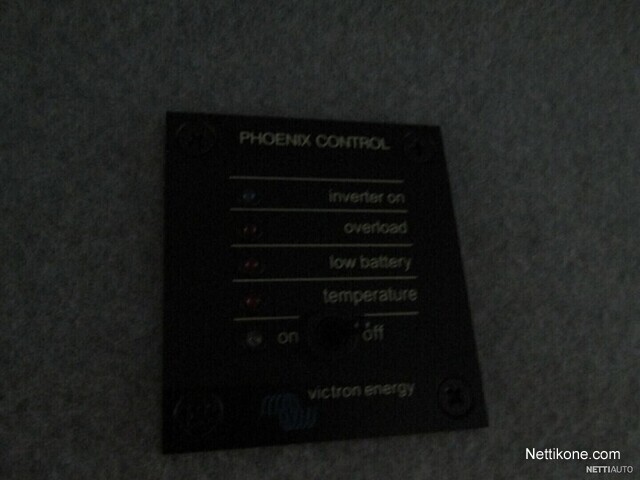 PHOENIX CONTROL
inverter on
overload
low battery
temperature
on off
victron energy
Nettikone.com
NETTIAUTO